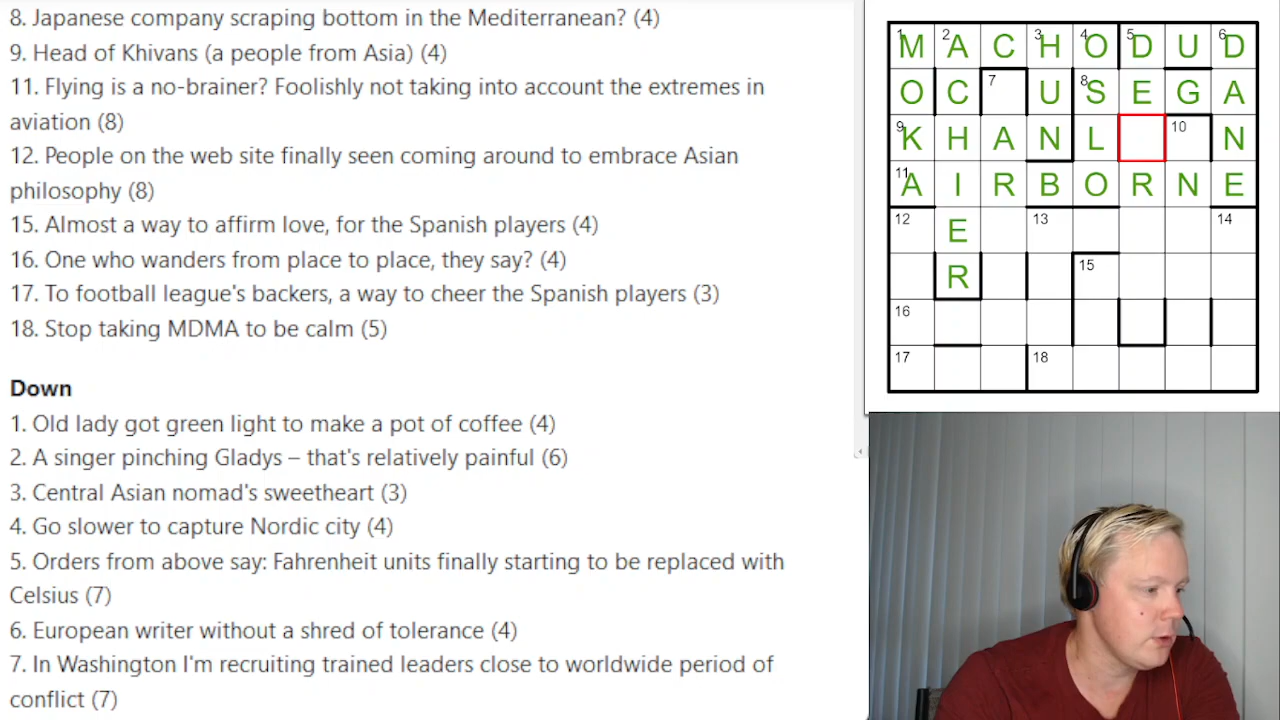 8. Japanese company scraping bottom in the Mediterranean? (4)
9. Head of Khivans (a people from Asia) (4)
11. Flying is a no-brainer? Foolishly not taking into account the extremes in
aviation (8)
12. People on the web site finally seen coming around to embrace Asian
philosophy (8)
15. Almost a way to affirm love, for the Spanish players (4)
16. One who wanders from place to place, they say? (4)
17. To football league's backers, a way to cheer the Spanish players (3)
18. Stop taking MDMA to be calm (5)
Down
1. Old lady got green light to make a pot of coffee (4)
2. A singer pinching Gladys – that's relatively painful (6)
3. Central Asian nomad's sweetheart (3)
4. Go slower to capture Nordic city (4)
5. Orders from above say: Fahrenheit units finally starting to be replaced with
Celsius (7)
6. European writer without a shred of tolerance (4)
7. In Washington I'm recruiting trained leaders close to worldwide period of
conflict (7)
1 M 2 A C 3 H 4 O 5 D U 6 D
O C 7 U 8 S E G A
9 K H A N L 10 N
11 A I R B O R N E
12 E 13 14
R 15
16
17 18